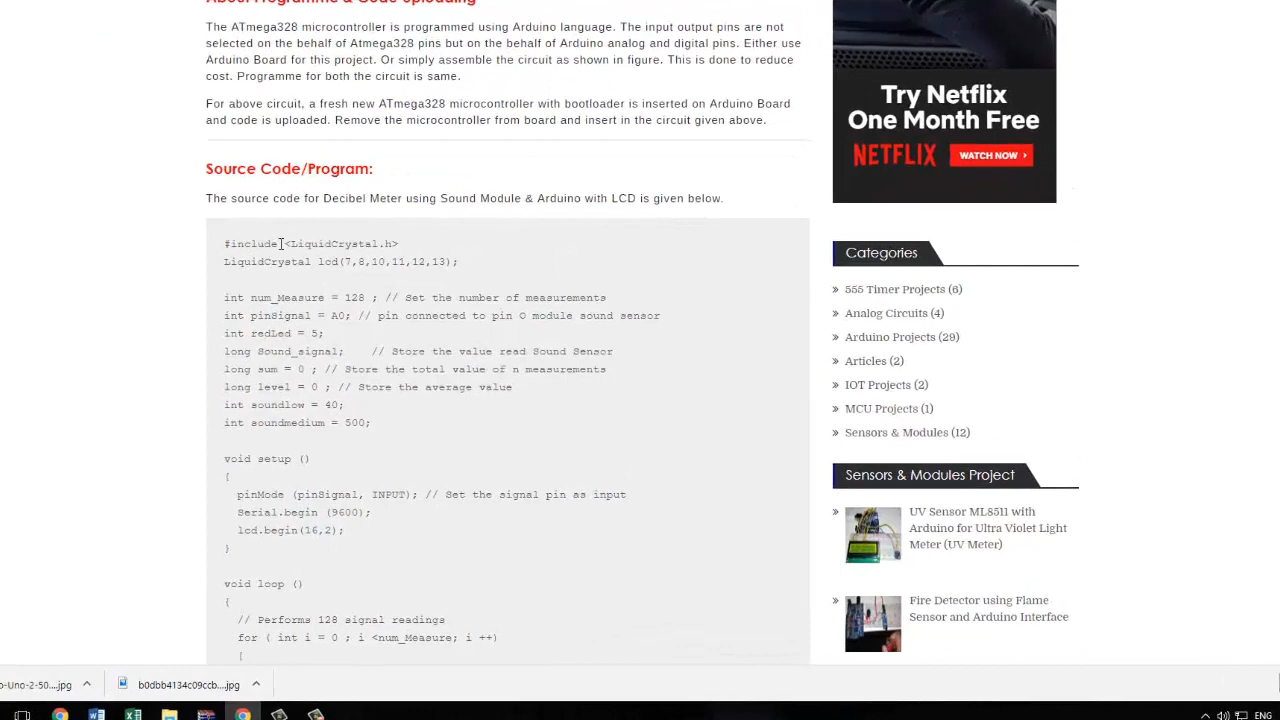 About Programme & Code Uploading
The ATmega328 microcontroller is programmed using Arduino language. The input output pins are not
selected on the behalf of Atmega328 pins but on the behalf of Arduino analog and digital pins. Either use
Arduino Board for this project. Or simply assemble the circuit as shown in figure. This is done to reduce
cost. Programme for both the circuit is same.
For above circuit, a fresh new ATmega328 microcontroller with bootloader is inserted on Arduino Board
and code is uploaded. Remove the microcontroller from board and insert in the circuit given above.
Source Code/Program:
The source code for Decibel Meter using Sound Module & Arduino with LCD is given below.
#include <LiquidCrystal.h>
LiquidCrystal lcd(7,8,10,11,12,13);
int num_Measure = 128 ; // Set the number of measurements
int pinSignal = A0; // pin connected to pin O module sound sensor
int redLed = 5;
long Sound_signal;    // Store the value read Sound Sensor
long sum = 0 ; // Store the total value of n measurements
long level = 0 ; // Store the average value
int soundlow = 40;
int soundmedium = 500;
void setup ()
{
pinMode (pinSignal, INPUT); // Set the signal pin as input
Serial.begin (9600);
lcd.begin(16,2);
}
void loop ()
{
// Performs 128 signal readings
for ( int i = 0 ; i <num_Measure; i ++)
{
Try Netflix
One Month Free
NETFLIX WATCH NOW
Categories
» 555 Timer Projects (6)
» Analog Circuits (4)
» Arduino Projects (29)
» Articles (2)
» IOT Projects (2)
» MCU Projects (1)
» Sensors & Modules (12)
Sensors & Modules Project
» UV Sensor ML8511 with
Arduino for Ultra Violet Light
Meter (UV Meter)
» Fire Detector using Flame
Sensor and Arduino Interface
o-Uno-2-50....jpg
b0dbb4134c09ccb....jpg
ENG